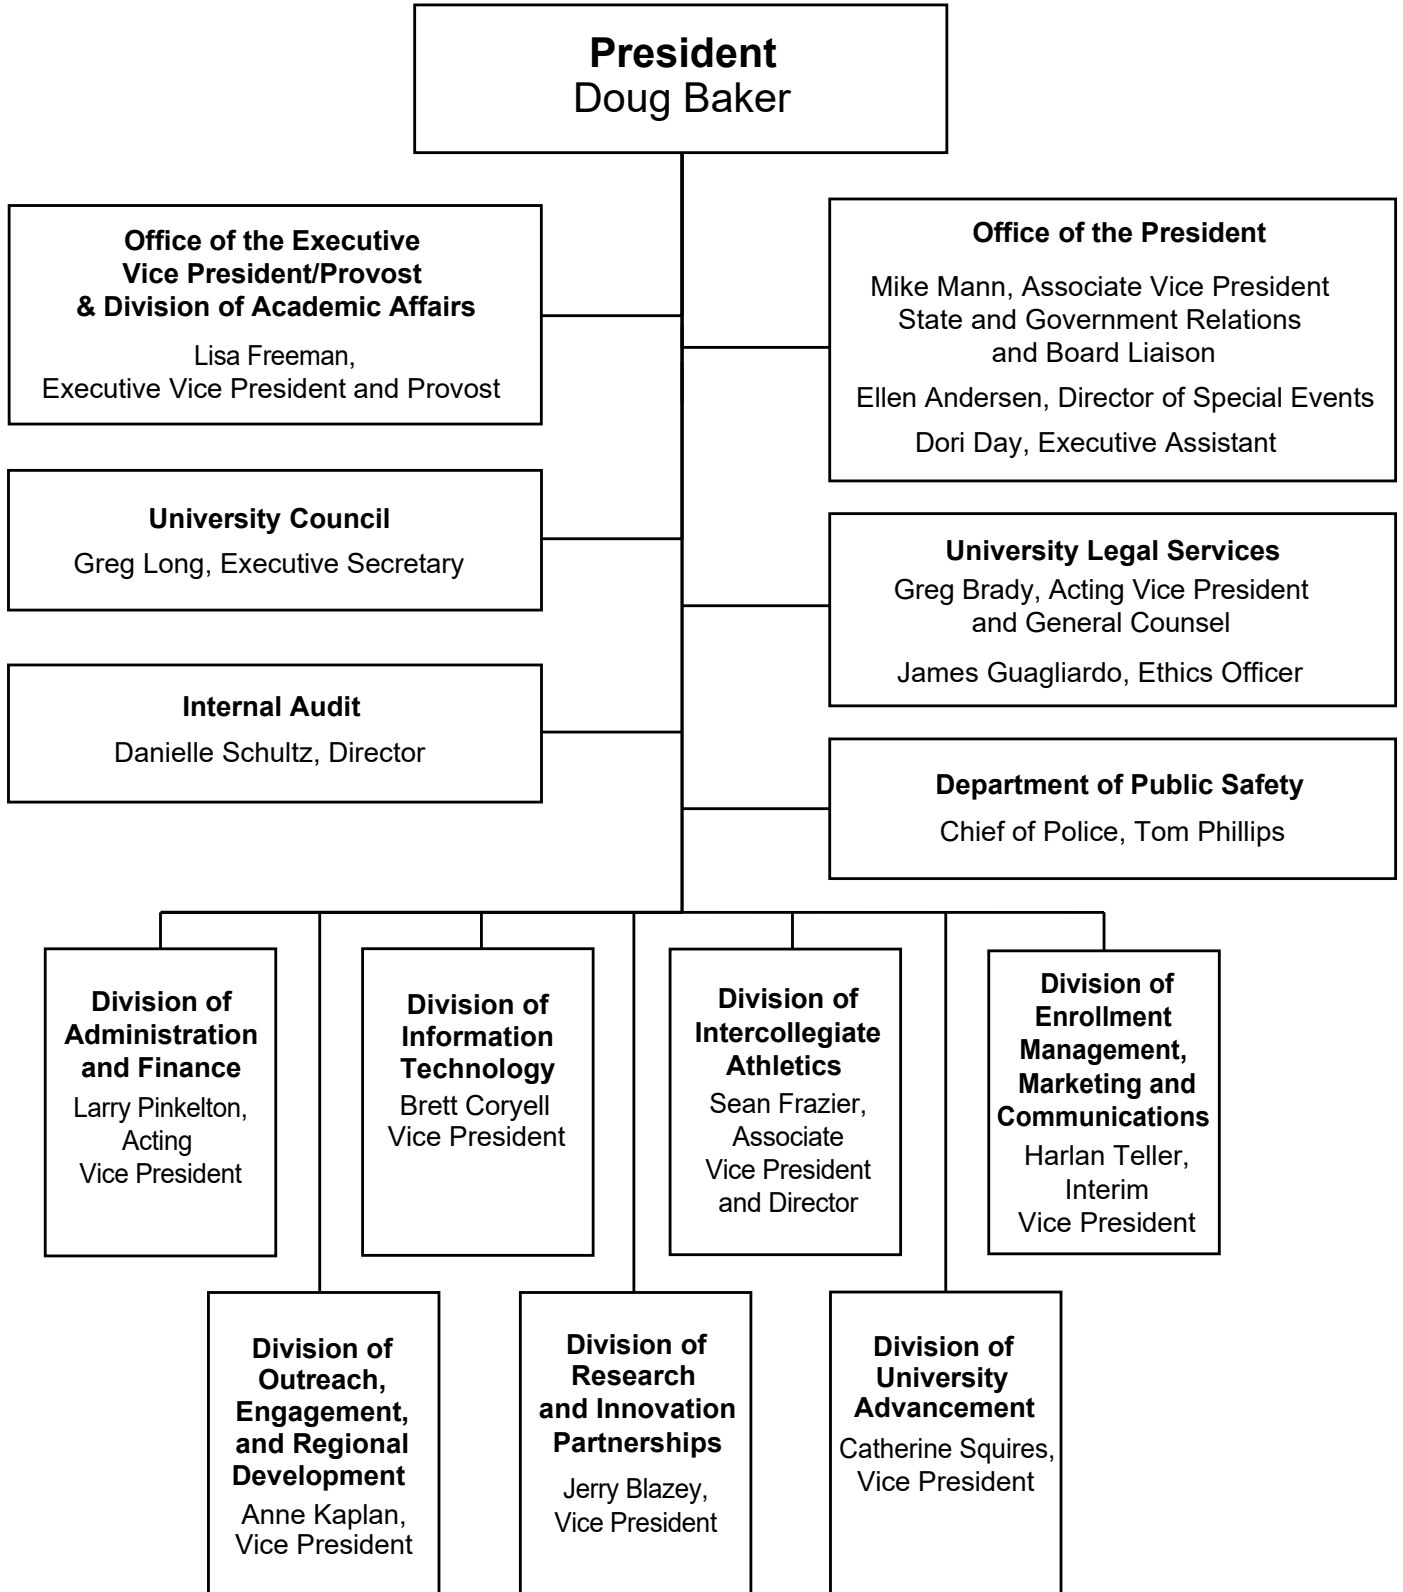 President
Doug Baker
Office of the Executive
Vice President/Provost
& Division of Academic Affairs
Lisa Freeman,
Executive Vice President and Provost
Office of the President
Mike Mann, Associate Vice President
State and Government Relations
and Board Liaison
Ellen Andersen, Director of Special Events
Dori Day, Executive Assistant
University Council
Greg Long, Executive Secretary
University Legal Services
Greg Brady, Acting Vice President
and General Counsel
James Guagliardo, Ethics Officer
Internal Audit
Danielle Schultz, Director
Department of Public Safety
Chief of Police, Tom Phillips
Division of
Administration
and Finance
Larry Pinkelton,
Acting
Vice President
Division of
Information
Technology
Brett Coryell
Vice President
Division of
Intercollegiate
Athletics
Sean Frazier,
Associate
Vice President
and Director
Division of
Enrollment
Management,
Marketing and
Communications
Harlan Teller,
Interim
Vice President
Division of
Outreach,
Engagement,
and Regional
Development
Anne Kaplan,
Vice President
Division of
Research
and Innovation
Partnerships
Jerry Blazey,
Vice President
Division of
University
Advancement
Catherine Squires,
Vice President